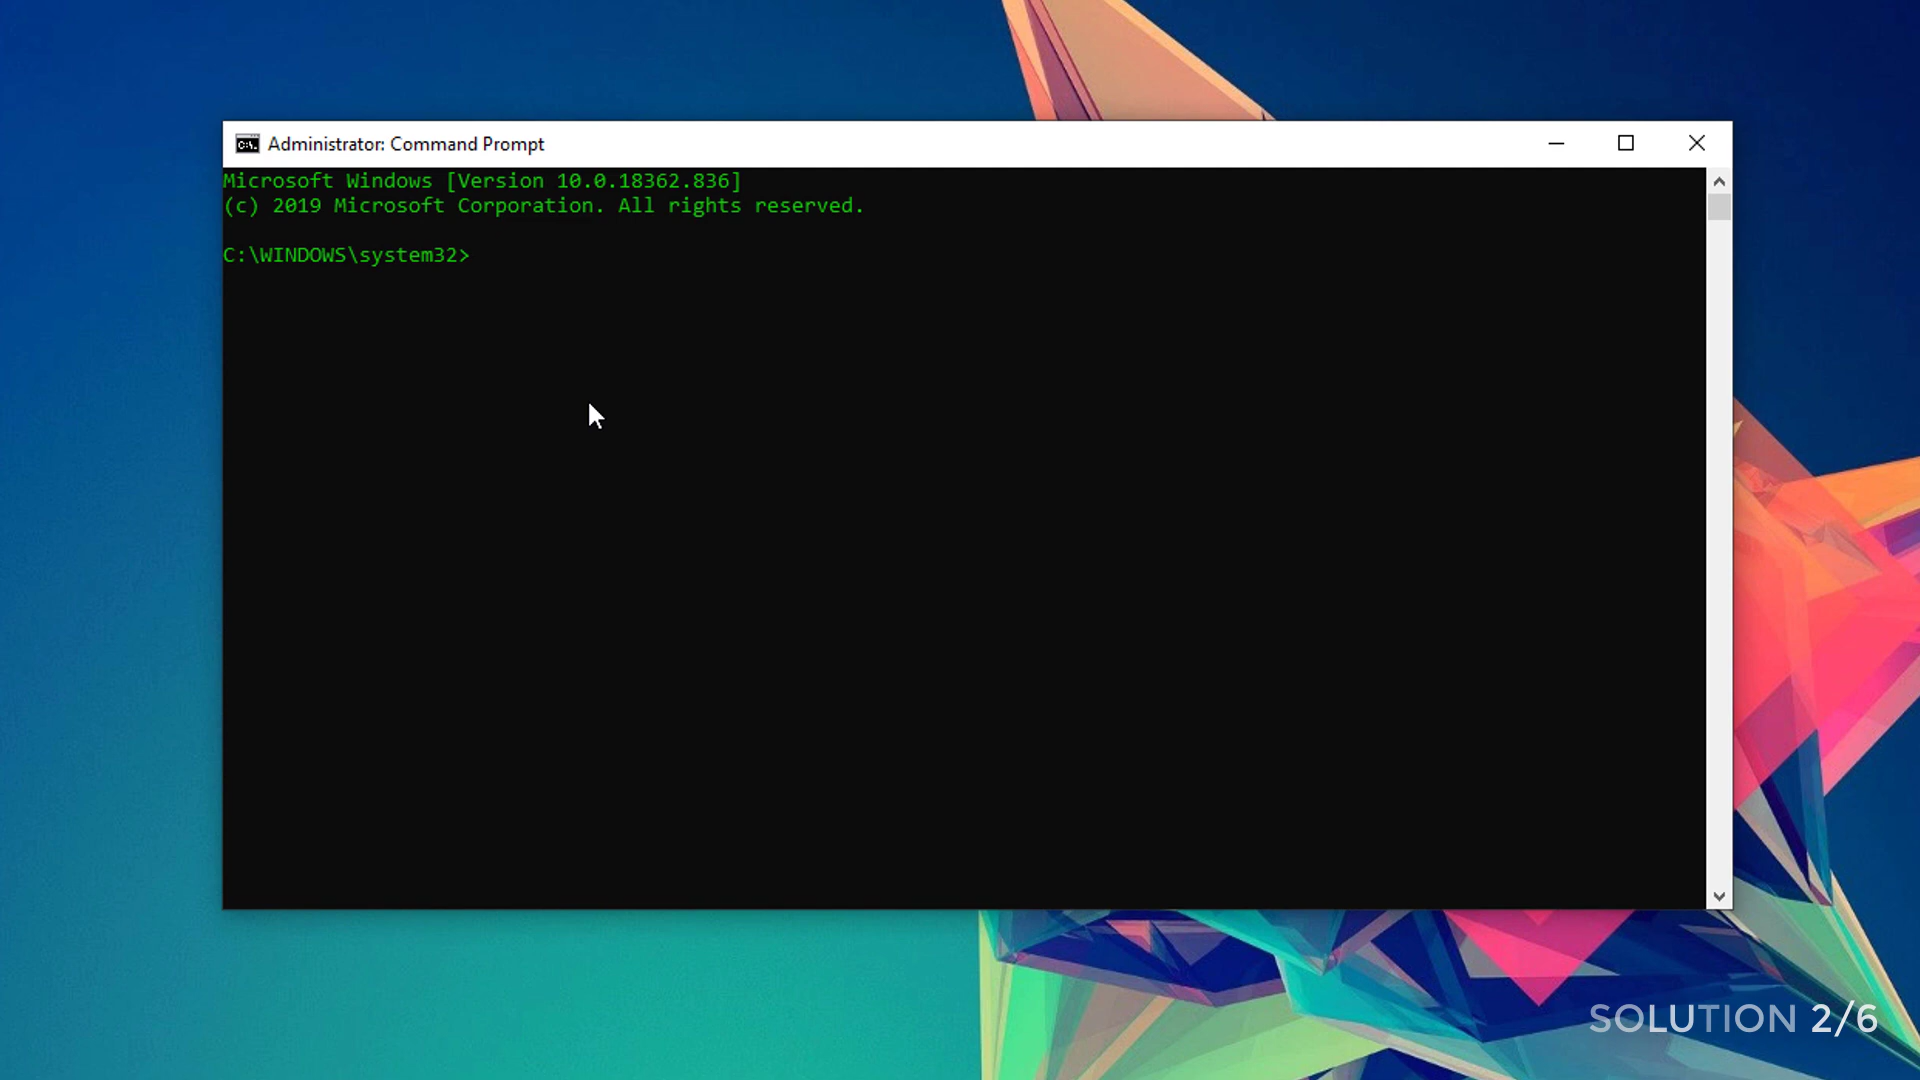 Administrator: Command Prompt
Microsoft Windows [Version 10.0.18362.836]
(c) 2019 Microsoft Corporation. All rights reserved.
C:\WINDOWS\system32>
SOLUTION 2/6